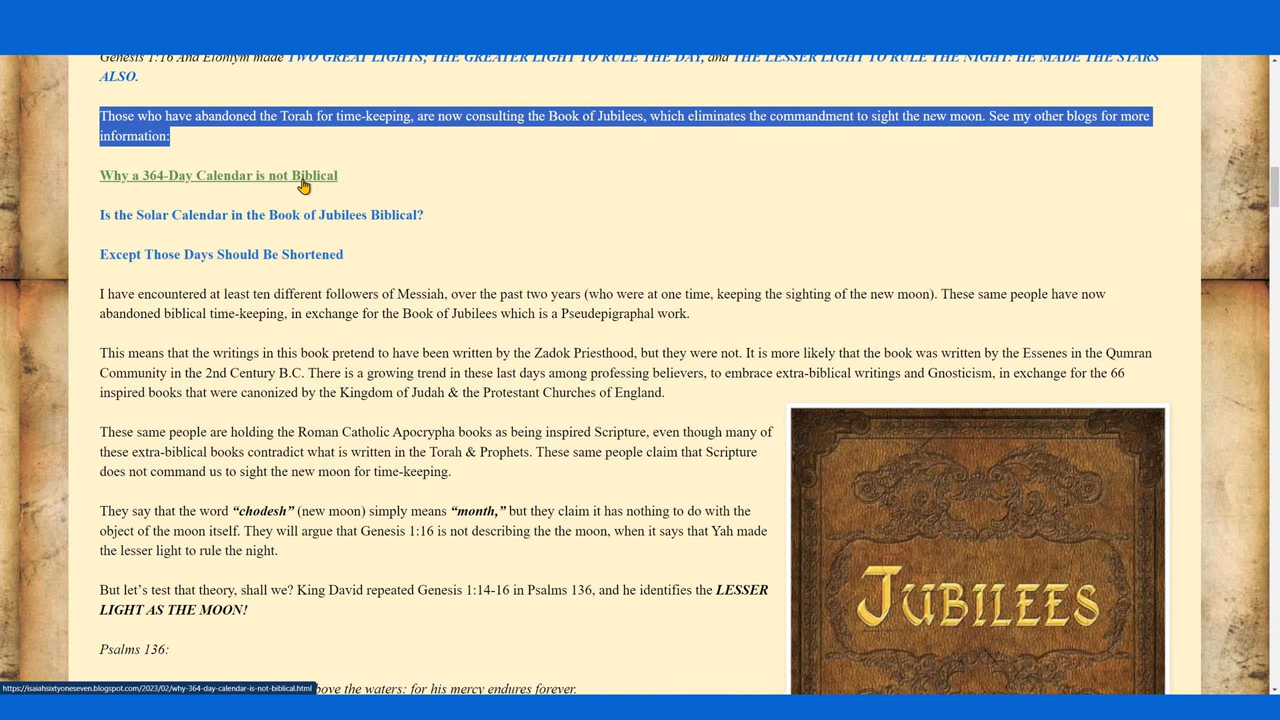 Genesis 1:16 And Elohiym made TWO GREAT LIGHTS; THE GREATER LIGHT TO RULE THE DAY, and THE LESSER LIGHT TO RULE THE NIGHT: HE MADE THE STARS
ALSO.
Those who have abandoned the Torah for time-keeping, are now consulting the Book of Jubilees, which eliminates the commandment to sight the new moon. See my other blogs for more
information:
Why a 364-Day Calendar is not Biblical
Is the Solar Calendar in the Book of Jubilees Biblical?
Except Those Days Should Be Shortened
I have encountered at least ten different followers of Messiah, over the past two years (who were at one time, keeping the sighting of the new moon). These same people have now
abandoned biblical time-keeping, in exchange for the Book of Jubilees which is a Pseudepigraphal work.
This means that the writings in this book pretend to have been written by the Zadok Priesthood, but they were not. It is more likely that the book was written by the Essenes in the Qumran
Community in the 2nd Century B.C. There is a growing trend in these last days among professing believers, to embrace extra-biblical writings and Gnosticism, in exchange for the 66
inspired books that were canonized by the Kingdom of Judah & the Protestant Churches of England.
These same people are holding the Roman Catholic Apocrypha books as being inspired Scripture, even though many of
these extra-biblical books contradict what is written in the Torah & Prophets. These same people claim that Scripture
does not command us to sight the new moon for time-keeping.
They say that the word “chodesh” (new moon) simply means “month,” but they claim it has nothing to do with the
object of the moon itself. They will argue that Genesis 1:16 is not describing the the moon, when it says that Yah made
the lesser light to rule the night.
But let’s test that theory, shall we? King David repeated Genesis 1:14-16 in Psalms 136, and he identifies the LESSER
LIGHT AS THE MOON!
JUBILEES
Psalms 136:
bove the waters: for his mercy endures forever.
https://isaiahsixtyoneseven.blogspot.com/2023/02/why-364-day-calendar-is-not-biblical.html